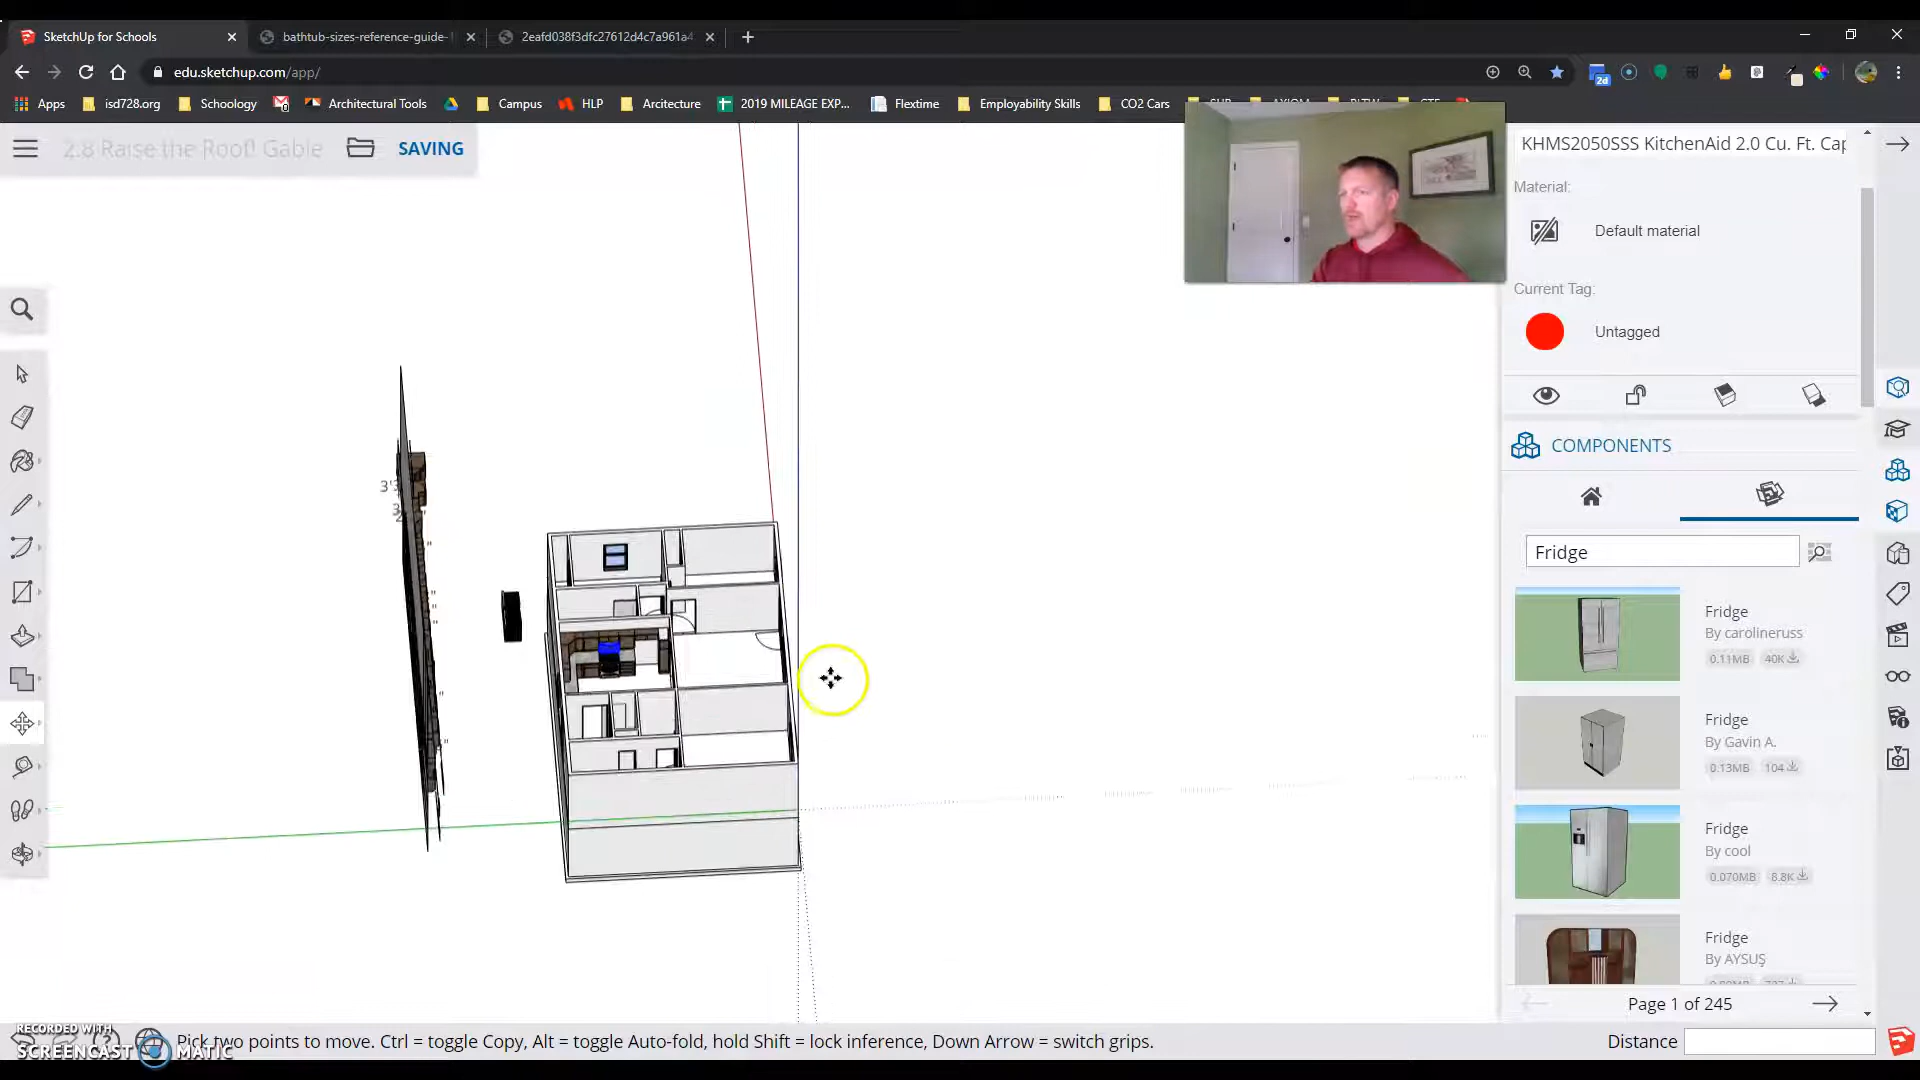 SketchUp for Schools
bathtub-sizes-reference-guide-
2eafd038f3dfc27612d4c7a961a4
edu.sketchup.com/app/
2d
Apps
isd728.org
Schoology
Architectural Tools
Campus
HLP
Arcitecture
2019 MILEAGE EXP...
Flextime
Employability Skills
CO2 Cars
2.8 Raise the Roof! Gable
SAVING
KHMS2050SSS KitchenAid 2.0 Cu. Ft. Cap
Material:
Default material
Current Tag:
Untagged
COMPONENTS
Fridge
Fridge
By carolineruss
0.11MB 40K
Fridge
By Gavin A.
0.13MB 104
Fridge
By cool
0.070MB 8.8K
Fridge
By AYSUŞ
Page 1 of 245
RECORDED WITH
SCREENCAST MATIC
Pick two points to move. Ctrl = toggle Copy, Alt = toggle Auto-fold, hold Shift = lock inference, Down Arrow = switch grips.
Distance